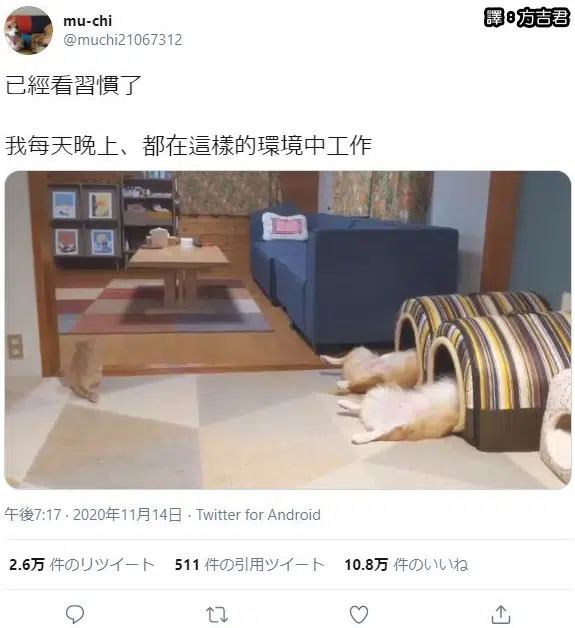 mu-chi
譯:方吉君
@muchi21067312
已經看習慣了
我每天晚上、都在這樣的環境中工作
午後7:17 · 2020年11月14日 · Twitter for Android
2.6万 件のリツイート 511 件の引用ツイート 10.8万 件のいいね